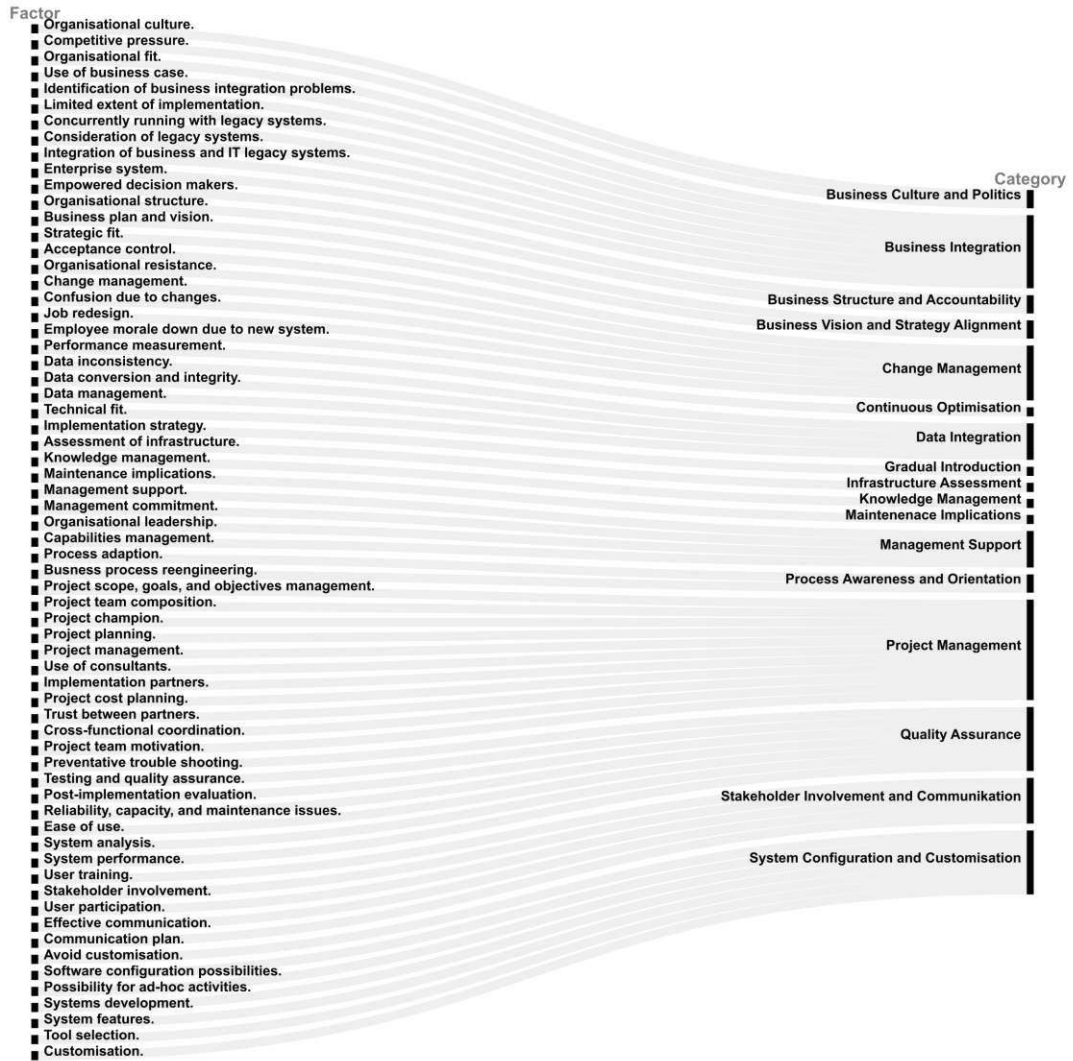 Factor
Organisational culture.
Competitive pressure.
Organisational fit.
Use of business case.
Identification of business integration problems.
Limited extent of implementation.
Concurrently running with legacy systems.
Consideration of legacy systems.
Integration of business and IT legacy systems.
Enterprise system.
Empowered decision makers.
Organisational structure.
Business plan and vision.
Strategic fit.
Acceptance control.
Organisational resistance.
Change management.
Confusion due to changes.
Job redesign.
Employee morale down due to new system.
Performance measurement.
Data inconsistency.
Data conversion and integrity.
Data management.
Technical fit.
Implementation strategy.
Assessment of infrastructure.
Knowledge management.
Maintenance implications.
Management support.
Management commitment.
Organisational leadership.
Capabilities management.
Process adaption.
Busness process reengineering.
Project scope, goals, and objectives management.
Project team composition.
Project champion.
Project planning.
Project management.
Use of consultants.
Implementation partners.
Project cost planning.
Trust between partners.
Cross-functional coordination.
Project team motivation.
Preventative trouble shooting.
Testing and quality assurance.
Post-implementation evaluation.
Reliability, capacity, and maintenance issues.
Ease of use.
System analysis.
System performance.
User training.
Stakeholder involvement.
User participation.
Effective communication.
Communication plan.
Avoid customisation.
Software configuration possibilities.
Possibility for ad-hoc activities.
Systems development.
System features.
Tool selection.
Customisation.
Category
Business Culture and Politics
Business Integration
Business Structure and Accountability
Business Vision and Strategy Alignment
Change Management
Continuous Optimisation
Data Integration
Gradual Introduction
Infrastructure Assessment
Knowledge Management
Maintenenace Implications
Management Support
Process Awareness and Orientation
Project Management
Quality Assurance
Stakeholder Involvement and Communikation
System Configuration and Customisation